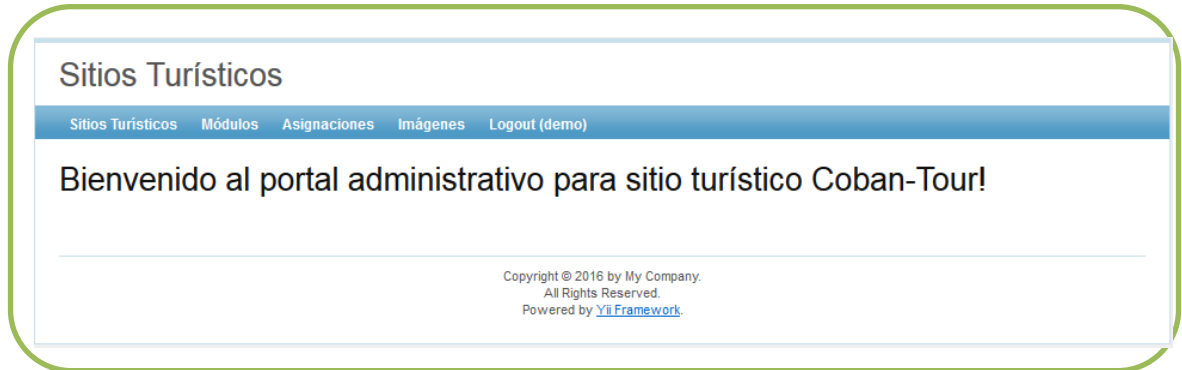 Sitios Turísticos
Sitios Turisticos Módulos Asignaciones Imágenes Logout (demo)
Bienvenido al portal administrativo para sitio turístico Coban-Tour!
Copyright © 2016 by My Company.
All Rights Reserved.
Powered by Yii Framework.